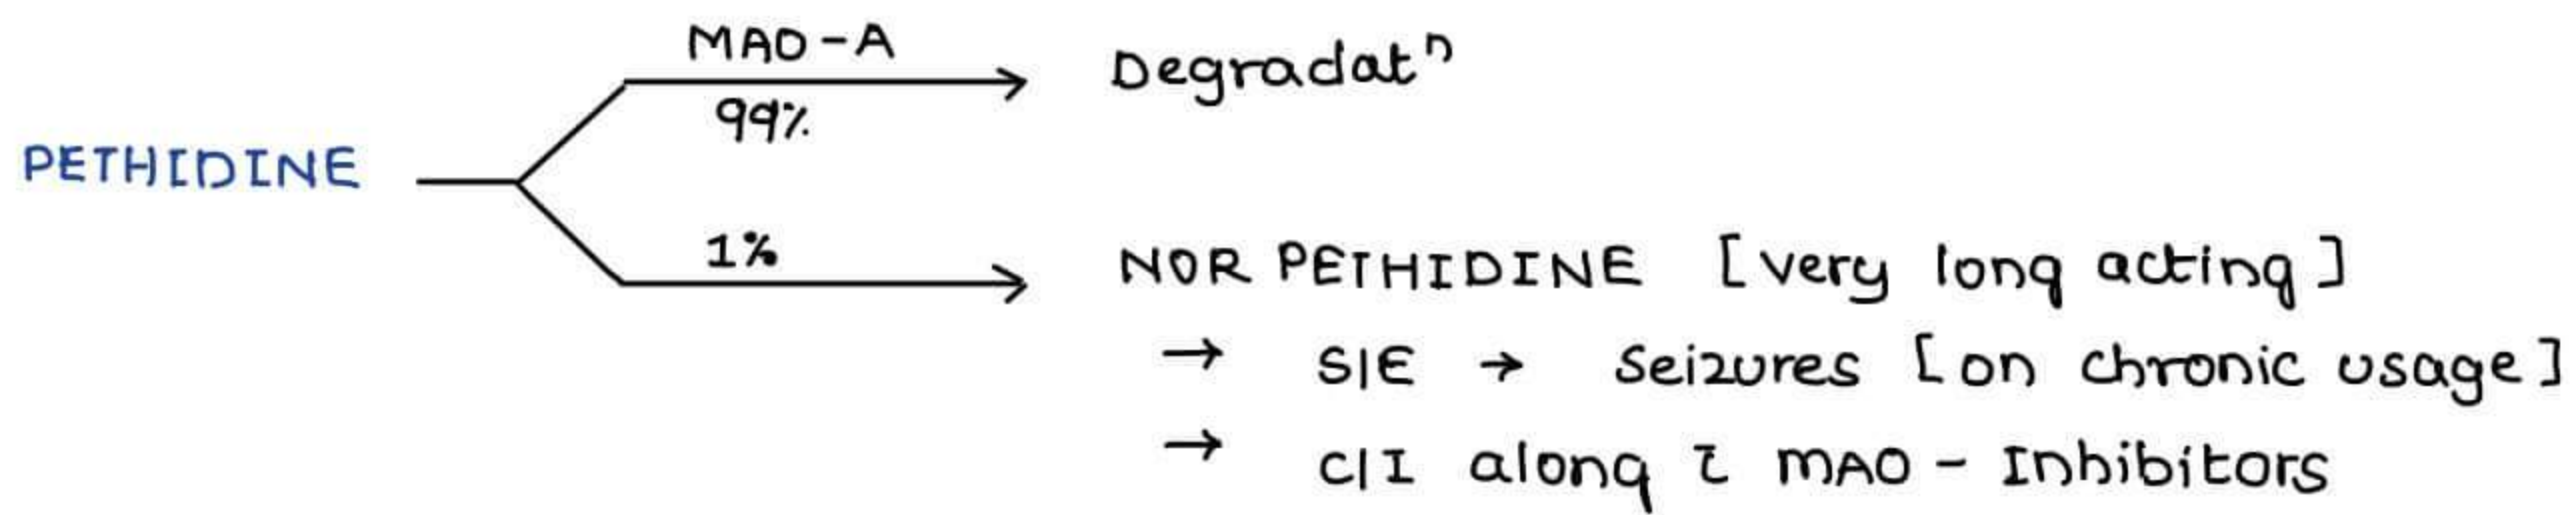 MAO-A
Degradatⁿ
99%
PETHIDINE
1%
NOR PETHIDINE [very long acting]
→ S/E → Seizures [on chronic usage]
→ C/I along c̄ MAO - Inhibitors